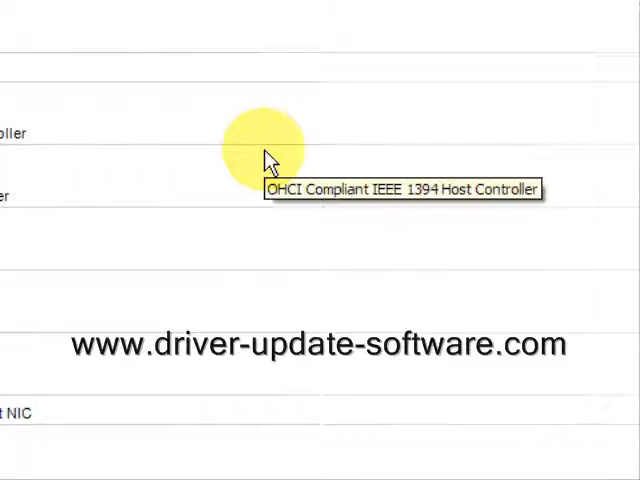 oller
OHCI Compliant IEEE 1394 Host Controller
er
www.driver-update-software.com
t NIC